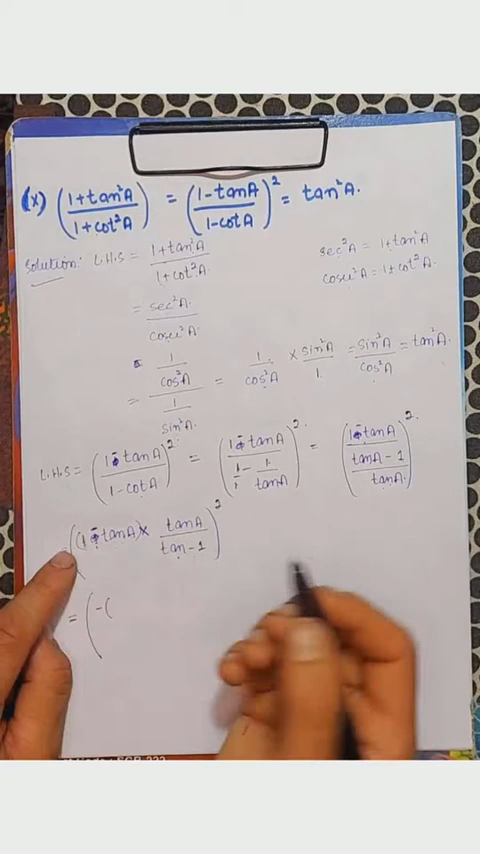 (x) ((1+tan²A)/(1+cot²A)) = ((1-tanA)/(1-cotA))² = tan²A.
Solution: L.H.S = (1+tan²A)/(1+cot²A) sec²A = 1+tan²A
cosec²A = 1+cot²A.
= sec²A/cosec²A
= (1/cos²A)/(1/sin²A) = 1/cos²A × sin²A/1 = sin²A/cos²A = tan²A.
L.H.S = ((1-tanA)/(1-cotA))² = ((1-tanA)/(1/1 - 1/tanA))² = ((1-tanA)/((tanA-1)/tanA))²
((1-tanA) × tanA/(tan-1))²
= (-(